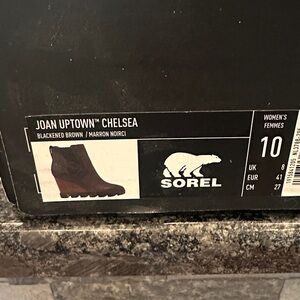 JOAN UPTOWN™ CHELSEA
BLACKENED BROWN / MARRON NOIRCI
SOREL
WOMEN'S
FEMMES
10
UK 8
EUR 41
CM 27